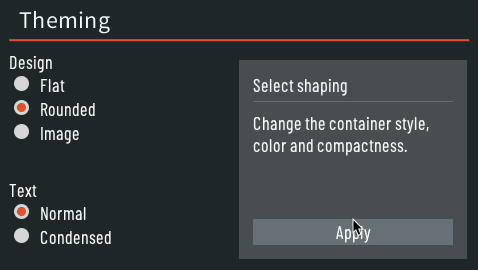 Theming
Design
Flat
Rounded
Image
Text
Normal
Condensed
Select shaping
Change the container style,
color and compactness.
Apply